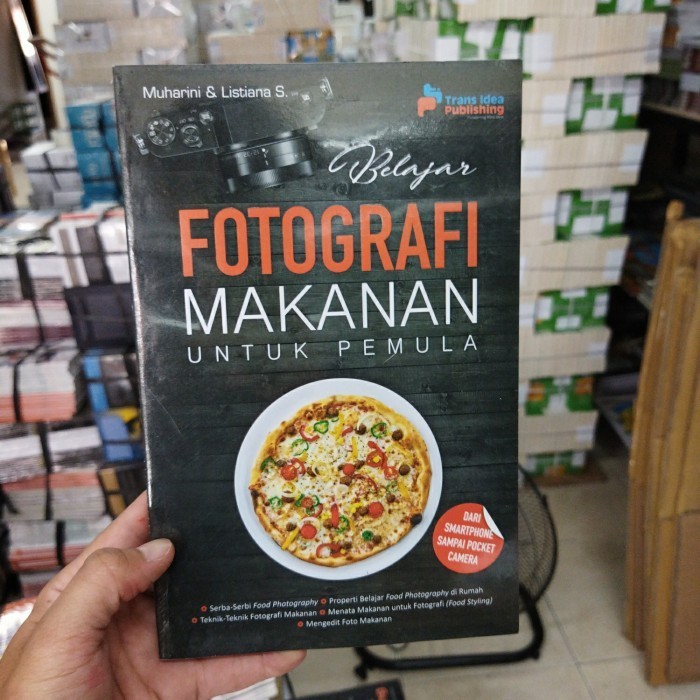 Muharini & Listiana S.
Trans Idea
Publishing
Belajar
FOTOGRAFI
MAKANAN
UNTUK PEMULA
DARI
SMARTPHONE
SAMPAI POCKET
CAMERA
Serba-Serbi Food Photography Properti Belajar Food Photography di Rumah
Teknik-Teknik Fotografi Makanan Menata Makanan untuk Fotografi (Food Styling)
Mengedit Foto Makanan